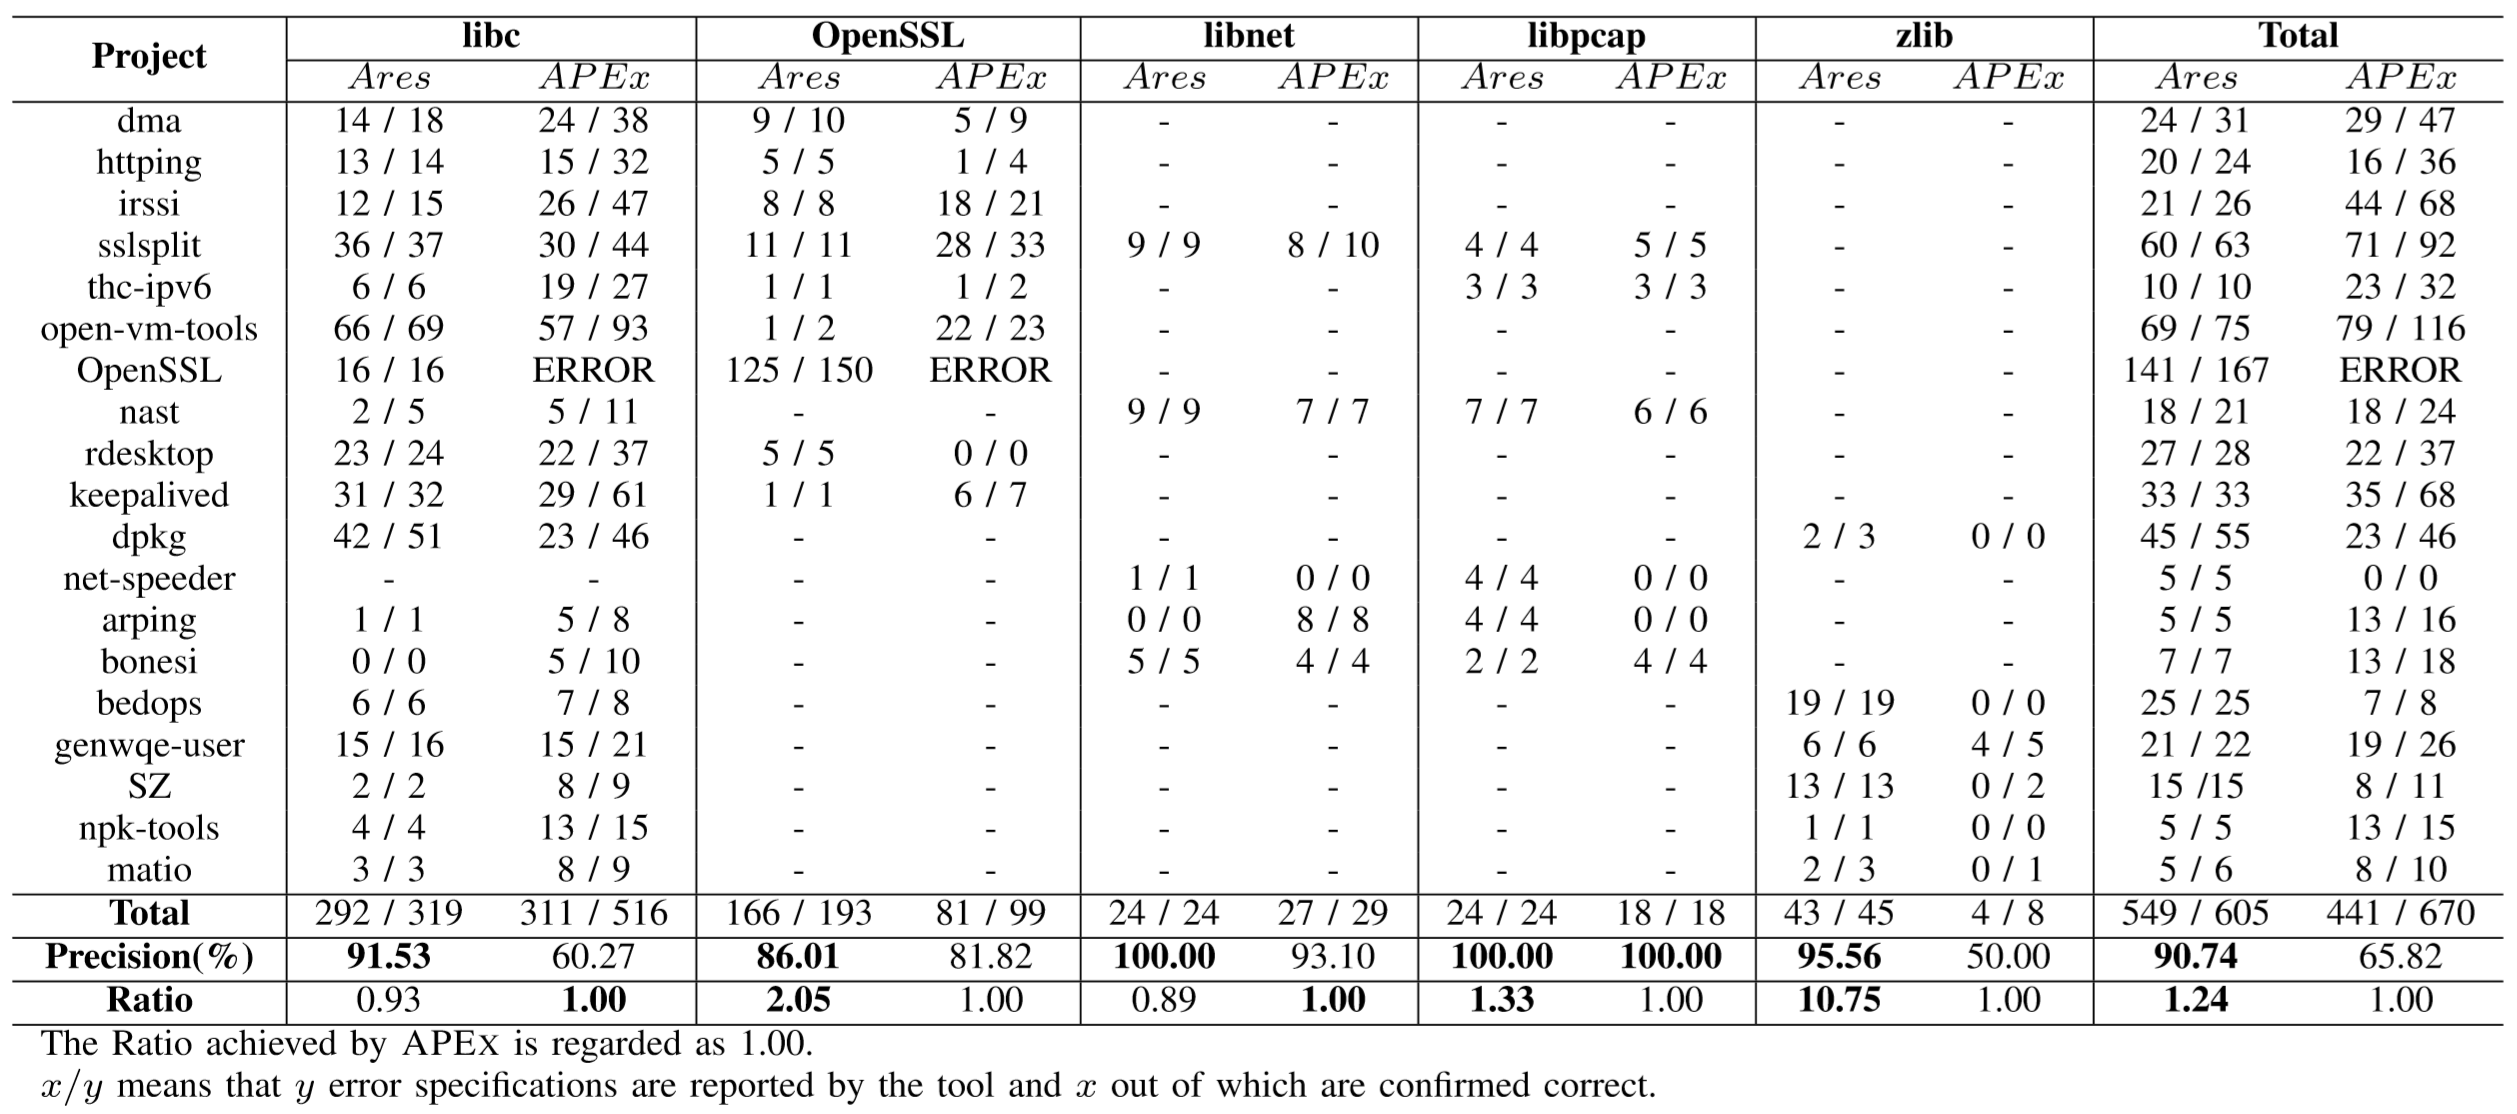 Project libc OpenSSL libnet libpcap zlib Total
Ares APEx Ares APEx Ares APEx Ares APEx Ares APEx Ares APEx
dma 14 / 18 24 / 38 9 / 10 5 / 9 - - - - - - 24 / 31 29 / 47
httping 13 / 14 15 / 32 5 / 5 1 / 4 - - - - - - 20 / 24 16 / 36
irssi 12 / 15 26 / 47 8 / 8 18 / 21 - - - - - - 21 / 26 44 / 68
sslsplit 36 / 37 30 / 44 11 / 11 28 / 33 9 / 9 8 / 10 4 / 4 5 / 5 - - 60 / 63 71 / 92
thc-ipv6 6 / 6 19 / 27 1 / 1 1 / 2 - - 3 / 3 3 / 3 - - 10 / 10 23 / 32
open-vm-tools 66 / 69 57 / 93 1 / 2 22 / 23 - - - - - - 69 / 75 79 / 116
OpenSSL 16 / 16 ERROR 125 / 150 ERROR - - - - - - 141 / 167 ERROR
nast 2 / 5 5 / 11 - - 9 / 9 7 / 7 7 / 7 6 / 6 - - 18 / 21 18 / 24
rdesktop 23 / 24 22 / 37 5 / 5 0 / 0 - - - - - - 27 / 28 22 / 37
keepalived 31 / 32 29 / 61 1 / 1 6 / 7 - - - - - - 33 / 33 35 / 68
dpkg 42 / 51 23 / 46 - - - - - - 2 / 3 0 / 0 45 / 55 23 / 46
net-speeder - - - - 1 / 1 0 / 0 4 / 4 0 / 0 - - 5 / 5 0 / 0
arping 1 / 1 5 / 8 - - 0 / 0 8 / 8 4 / 4 0 / 0 - - 5 / 5 13 / 16
bonesi 0 / 0 5 / 10 - - 5 / 5 4 / 4 2 / 2 4 / 4 - - 7 / 7 13 / 18
bedops 6 / 6 7 / 8 - - - - - - 19 / 19 0 / 0 25 / 25 7 / 8
genwqe-user 15 / 16 15 / 21 - - - - - - 6 / 6 4 / 5 21 / 22 19 / 26
SZ 2 / 2 8 / 9 - - - - - - 13 / 13 0 / 2 15 /15 8 / 11
npk-tools 4 / 4 13 / 15 - - - - - - 1 / 1 0 / 0 5 / 5 13 / 15
matio 3 / 3 8 / 9 - - - - - - 2 / 3 0 / 1 5 / 6 8 / 10
Total 292 / 319 311 / 516 166 / 193 81 / 99 24 / 24 27 / 29 24 / 24 18 / 18 43 / 45 4 / 8 549 / 605 441 / 670
Precision(%) 91.53 60.27 86.01 81.82 100.00 93.10 100.00 100.00 95.56 50.00 90.74 65.82
Ratio 0.93 1.00 2.05 1.00 0.89 1.00 1.33 1.00 10.75 1.00 1.24 1.00
The Ratio achieved by APEX is regarded as 1.00.
x/y means that y error specifications are reported by the tool and x out of which are confirmed correct.